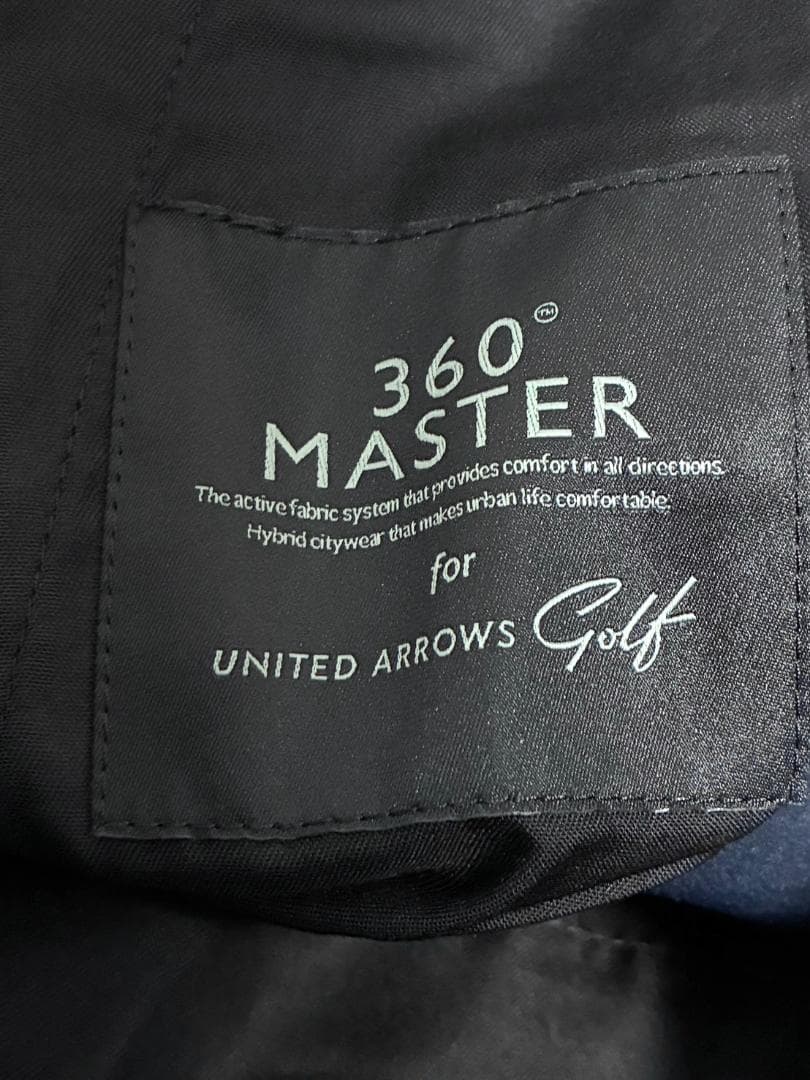 360°™
MASTER
The active fabric system that provides comfort in all directions.
Hybrid citywear that makes urban life comfortable.
for
UNITED ARROWS Golf